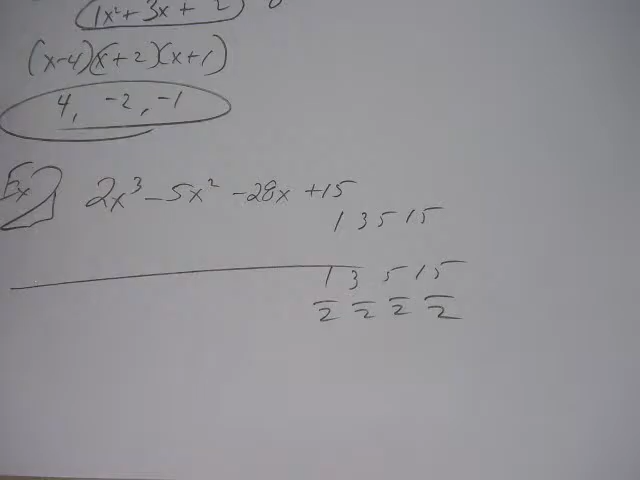 1x² + 3x + 2
(x-4)(x+2)(x+1)
4, -2, -1
Ex 2 2x³ - 5x² - 28x + 15
1 3 5 15
1/2 3/2 5/2 15/2